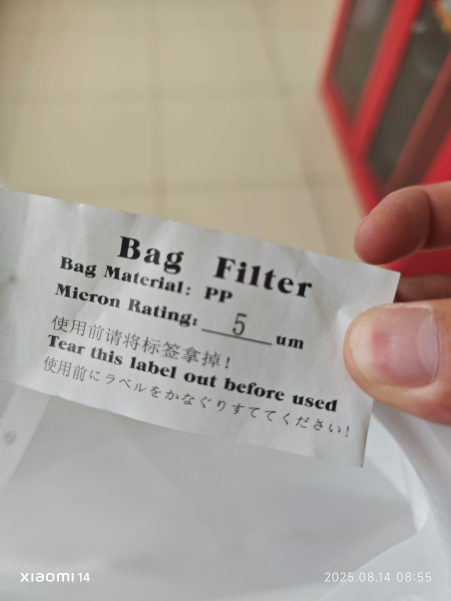 Bag Filter
Bag Material: PP
Micron Rating: 5 um
使用前请将标签拿掉!
Tear this label out before used
使用前にラベルをかなぐりすててください!
XIAOMI 14
2025.08.14 08:55